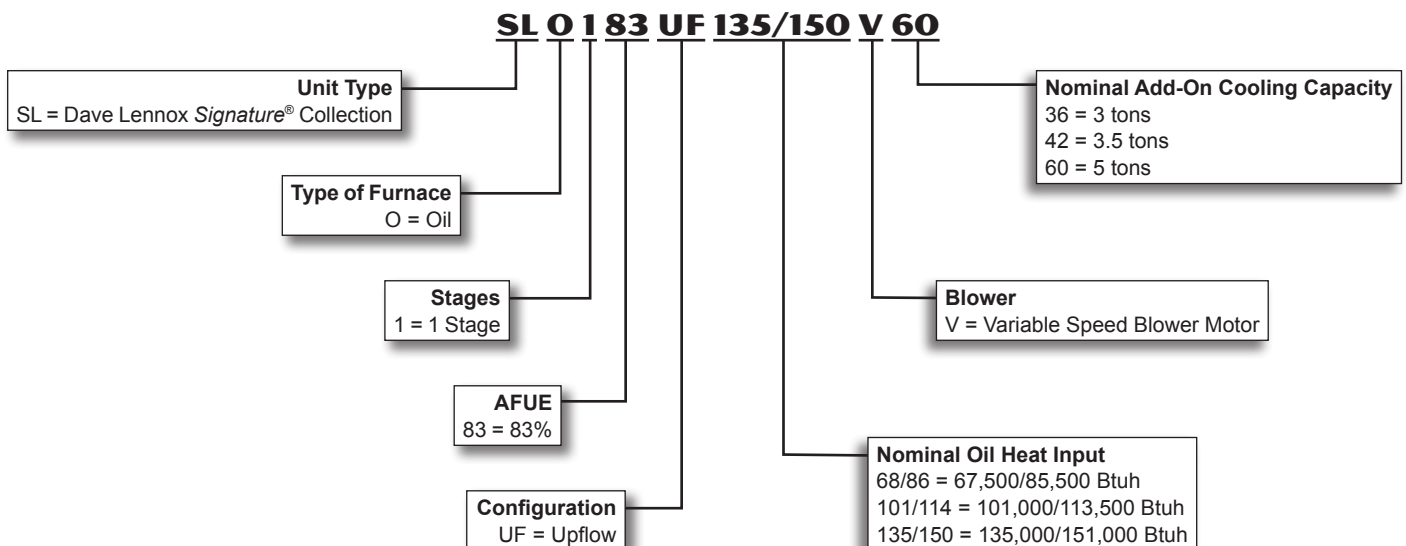 SL O 1 83 UF 135/150 V 60
Unit Type
SL = Dave Lennox Signature® Collection
Nominal Add-On Cooling Capacity
36 = 3 tons
42 = 3.5 tons
60 = 5 tons
Type of Furnace
O = Oil
Stages
1 = 1 Stage
Blower
V = Variable Speed Blower Motor
AFUE
83 = 83%
Nominal Oil Heat Input
68/86 = 67,500/85,500 Btuh
101/114 = 101,000/113,500 Btuh
135/150 = 135,000/151,000 Btuh
Configuration
UF = Upflow